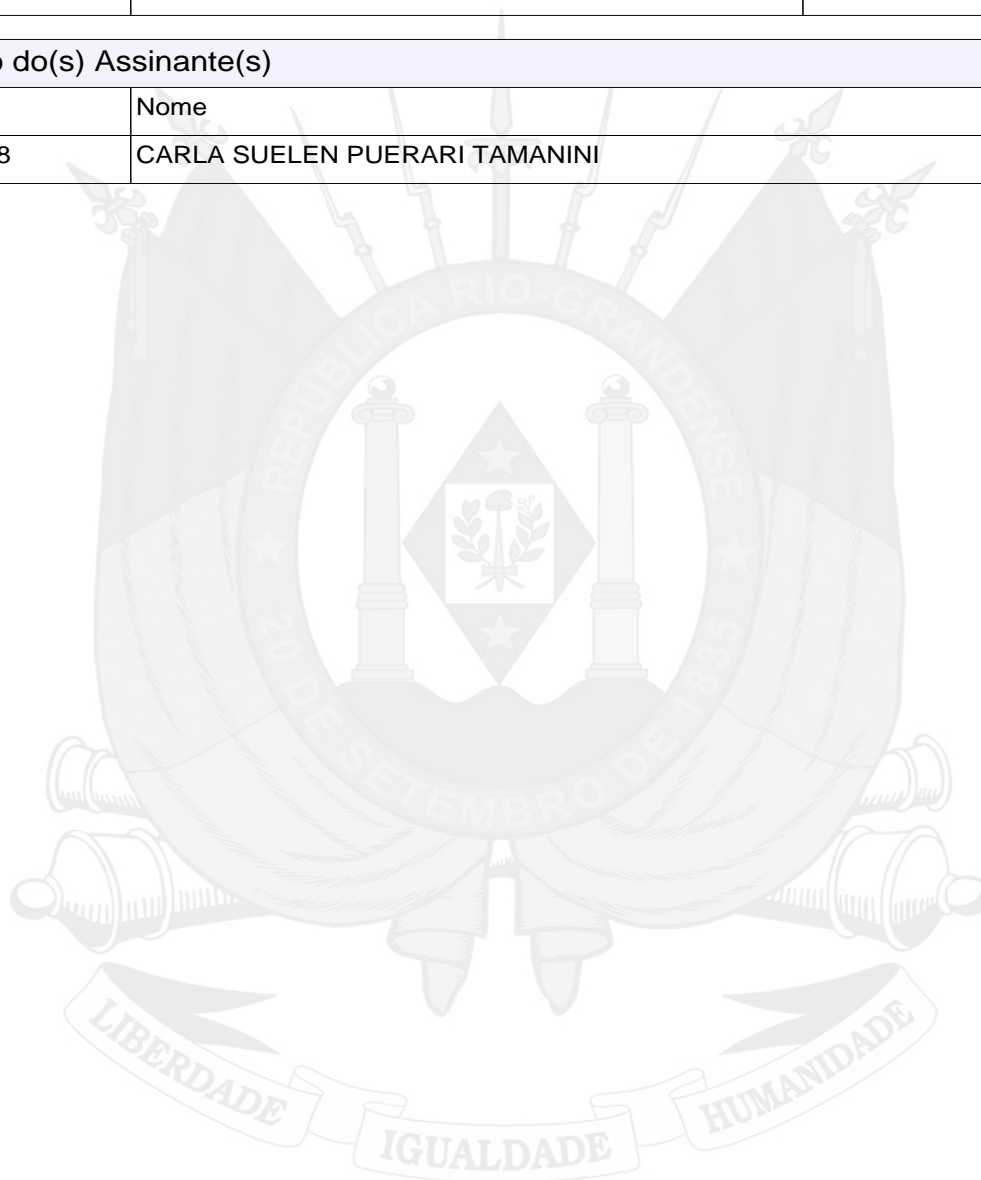 o do(s) Assinante(s)
Nome
8 CARLA SUELEN PUERARI TAMANINI
REPÚBLICA RIO-GRANDENSE
★ 20 DE SETEMBRO DE 1835 ★
LIBERDADE IGUALDADE HUMANIDADE